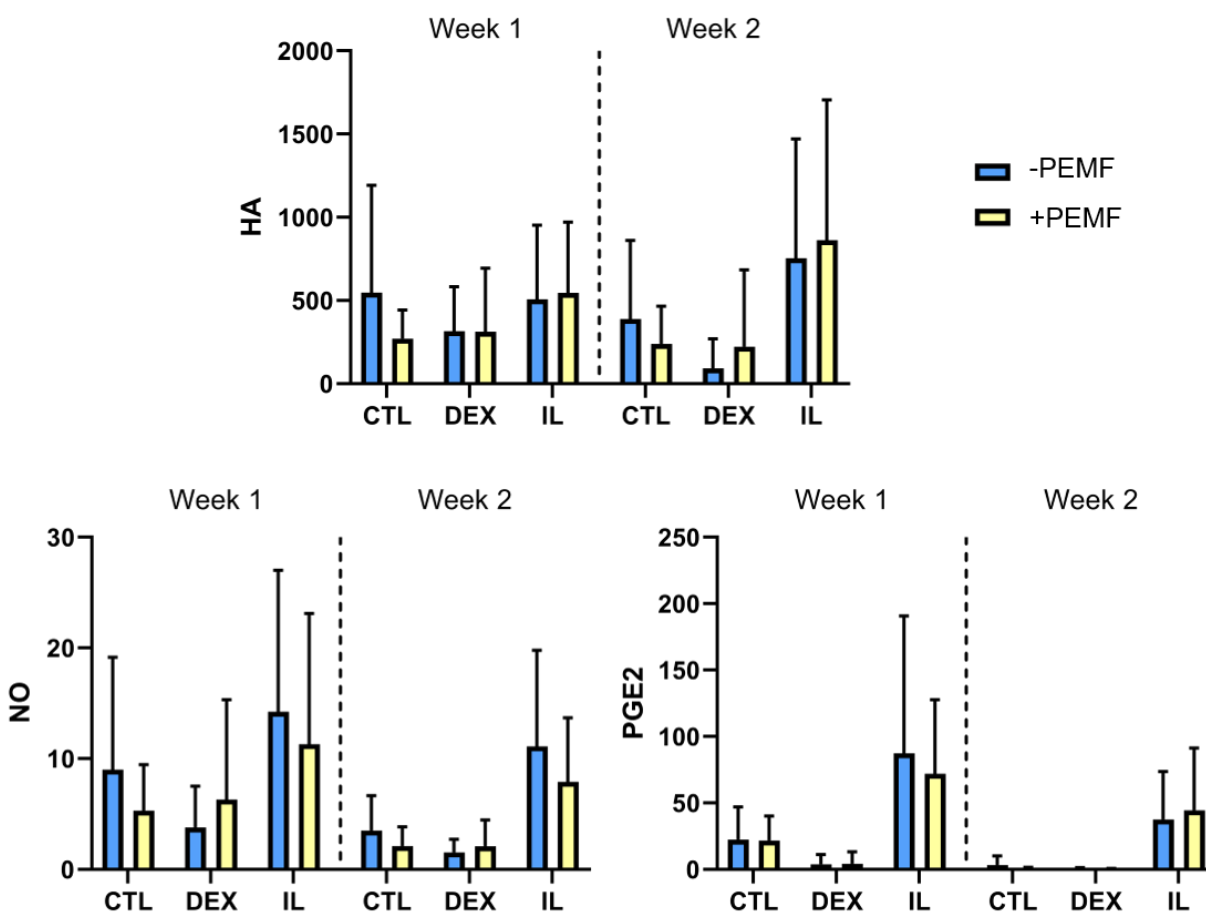 Week 1 Week 2
2000
1500
1000
500
0
HA
CTL DEX IL CTL DEX IL
-PEMF
+PEMF
Week 1 Week 2
30
20
10
0
NO
CTL DEX IL CTL DEX IL
Week 1 Week 2
250
200
150
100
50
0
PGE2
CTL DEX IL CTL DEX IL